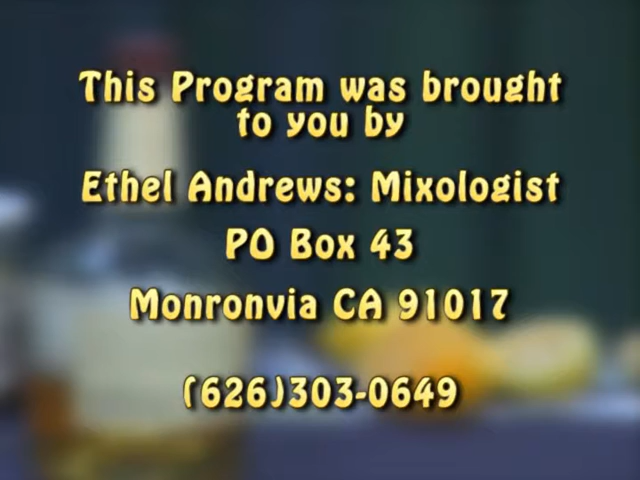 This Program was brought
to you by
Ethel Andrews: Mixologist
PO Box 43
Monronvia CA 91017
(626)303-0649